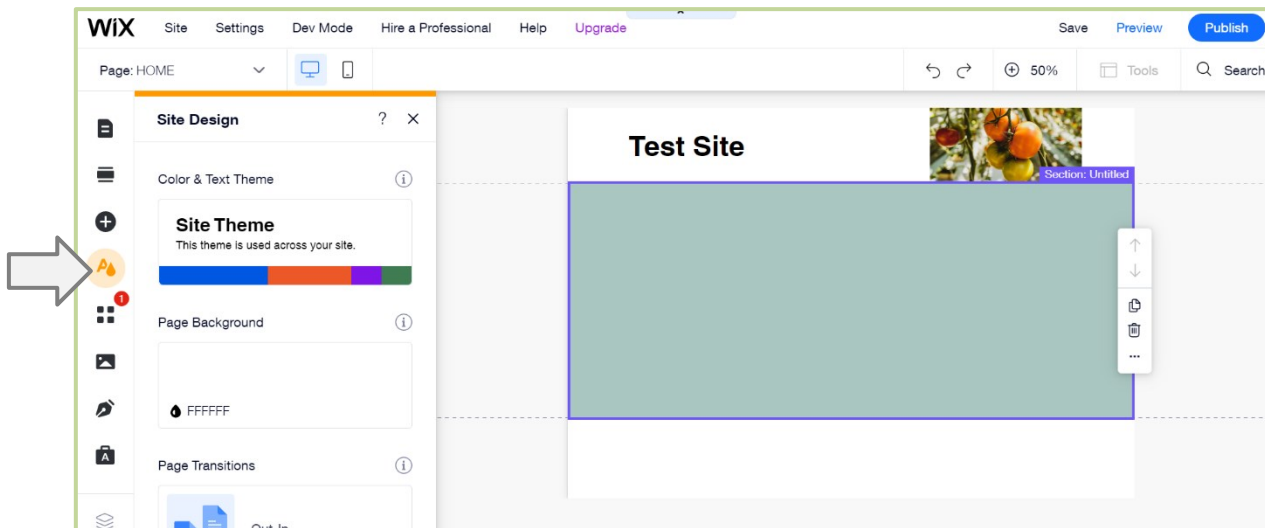 WiX Site Settings Dev Mode Hire a Professional Help Upgrade Save Preview Publish
Page: HOME 50% Tools Search
Site Design ? ×
Color & Text Theme
Site Theme
This theme is used across your site.
Page Background
FFFFFF
Page Transitions
1
A
Test Site
Section: Untitled